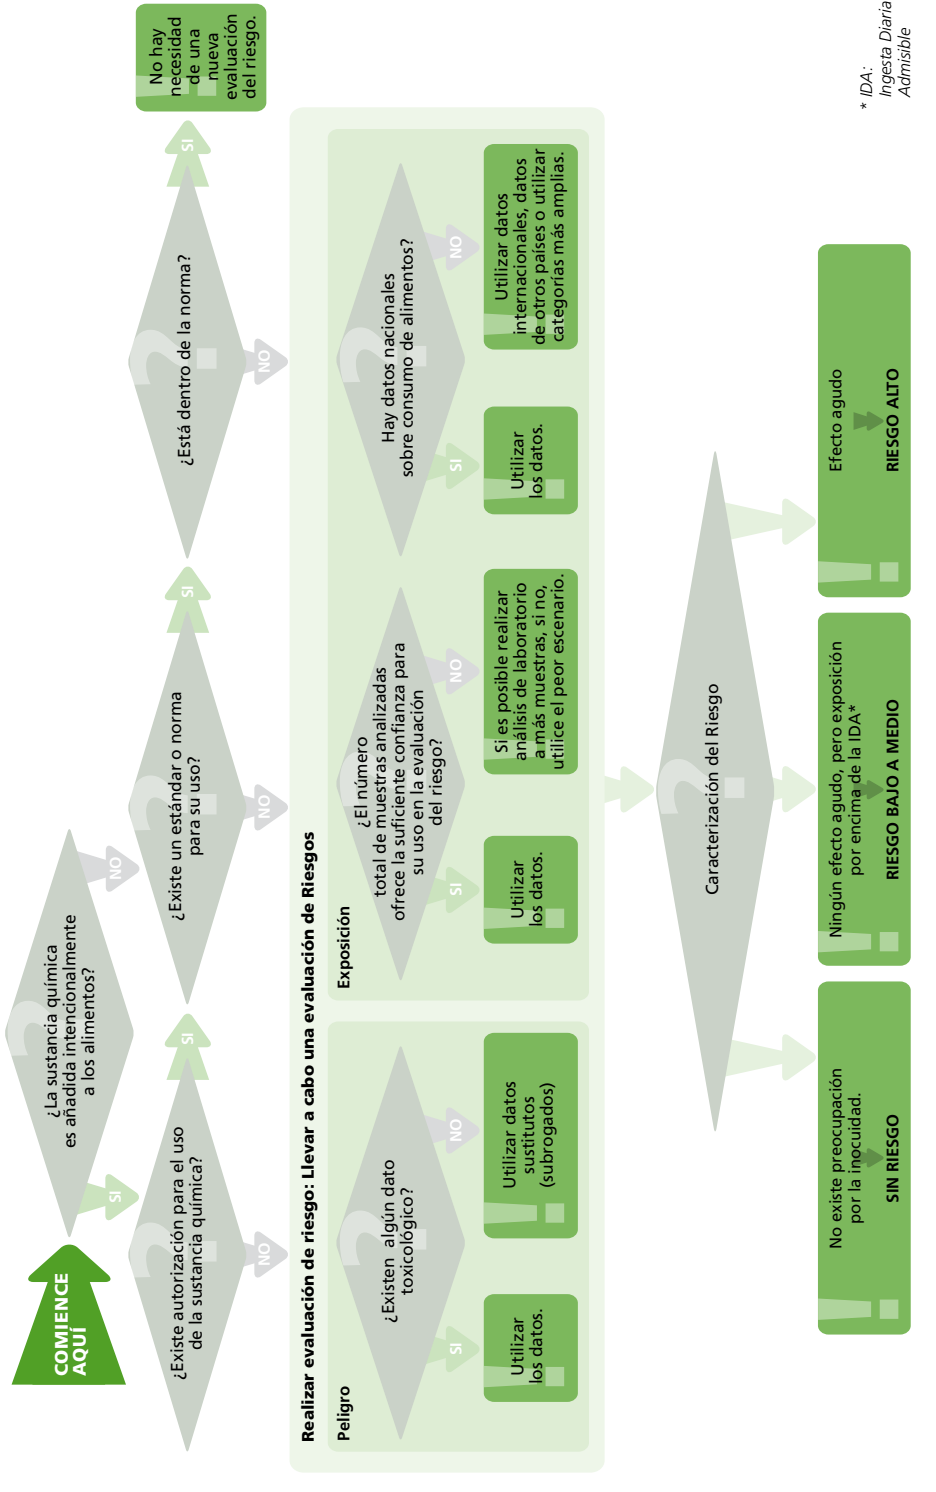 COMIENCE
AQUÍ
¿La sustancia química
es añadida intencionalmente
a los alimentos?
SI
NO
¿Existe autorización para el uso
de la sustancia química?
SI
NO
¿Existe un estándar o norma
para su uso?
SI
NO
¿Está dentro de la norma?
SI
NO
No hay
necesidad
de una
nueva
evaluación
del riesgo.
Realizar evaluación de riesgo: Llevar a cabo una evaluación de Riesgos
Peligro
¿Existen algún dato
toxicológico?
SI
NO
Utilizar
los datos.
Utilizar datos
sustitutos
(subrogados)
Exposición
¿El número
total de muestras analizadas
ofrece la suficiente confianza para
su uso en la evaluación
del riesgo?
SI
NO
Utilizar
los datos.
Si es posible realizar
análisis de laboratorio
a más muestras, si no,
utilice el peor escenario.
Hay datos nacionales
sobre consumo de alimentos?
SI
NO
Utilizar
los datos.
Utilizar datos
internacionales, datos
de otros países o utilizar
categorías más amplias.
Caracterización del Riesgo
No existe preocupación
por la inocuidad.
SIN RIESGO
Ningún efecto agudo, pero exposición
por encima de la IDA*
RIESGO BAJO A MEDIO
Efecto agudo
RIESGO ALTO
* IDA:
Ingesta Diaria
Admisible